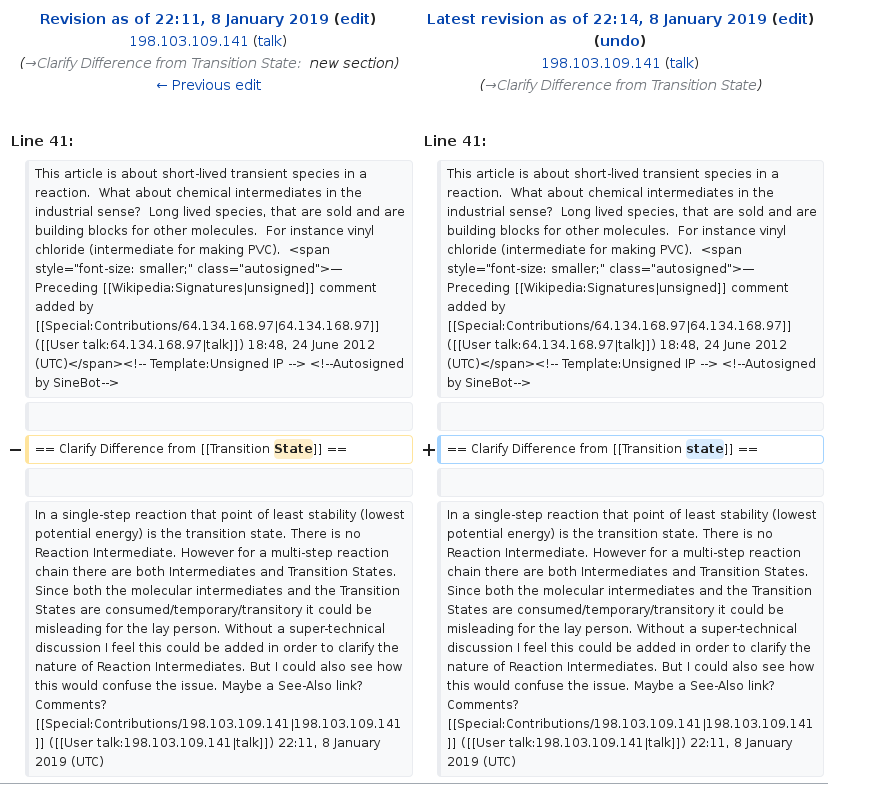 Revision as of 22:11, 8 January 2019 (edit)
198.103.109.141 (talk)
(→Clarify Difference from Transition State: new section)
← Previous edit
Latest revision as of 22:14, 8 January 2019 (edit)
(undo)
198.103.109.141 (talk)
(→Clarify Difference from Transition State)
Line 41:
This article is about short-lived transient species in a
reaction.  What about chemical intermediates in the
industrial sense?  Long lived species, that are sold and are
building blocks for other molecules.  For instance vinyl
chloride (intermediate for making PVC).  <span
style="font-size: smaller;" class="autosigned">—
Preceding [[Wikipedia:Signatures|unsigned]] comment
added by
[[Special:Contributions/64.134.168.97|64.134.168.97]]
([[User talk:64.134.168.97|talk]]) 18:48, 24 June 2012
(UTC)</span><!-- Template:Unsigned IP --> <!--Autosigned
by SineBot-->
− == Clarify Difference from [[Transition State]] ==
In a single-step reaction that point of least stability (lowest
potential energy) is the transition state. There is no
Reaction Intermediate. However for a multi-step reaction
chain there are both Intermediates and Transition States.
Since both the molecular intermediates and the Transition
States are consumed/temporary/transitory it could be
misleading for the lay person. Without a super-technical
discussion I feel this could be added in order to clarify the
nature of Reaction Intermediates. But I could also see how
this would confuse the issue. Maybe a See-Also link?
Comments?
[[Special:Contributions/198.103.109.141|198.103.109.141
]] ([[User talk:198.103.109.141|talk]]) 22:11, 8 January
2019 (UTC)
Line 41:
This article is about short-lived transient species in a
reaction.  What about chemical intermediates in the
industrial sense?  Long lived species, that are sold and are
building blocks for other molecules.  For instance vinyl
chloride (intermediate for making PVC).  <span
style="font-size: smaller;" class="autosigned">—
Preceding [[Wikipedia:Signatures|unsigned]] comment
added by
[[Special:Contributions/64.134.168.97|64.134.168.97]]
([[User talk:64.134.168.97|talk]]) 18:48, 24 June 2012
(UTC)</span><!-- Template:Unsigned IP --> <!--Autosigned
by SineBot-->
+ == Clarify Difference from [[Transition state]] ==
In a single-step reaction that point of least stability (lowest
potential energy) is the transition state. There is no
Reaction Intermediate. However for a multi-step reaction
chain there are both Intermediates and Transition States.
Since both the molecular intermediates and the Transition
States are consumed/temporary/transitory it could be
misleading for the lay person. Without a super-technical
discussion I feel this could be added in order to clarify the
nature of Reaction Intermediates. But I could also see how
this would confuse the issue. Maybe a See-Also link?
Comments?
[[Special:Contributions/198.103.109.141|198.103.109.141
]] ([[User talk:198.103.109.141|talk]]) 22:11, 8 January
2019 (UTC)